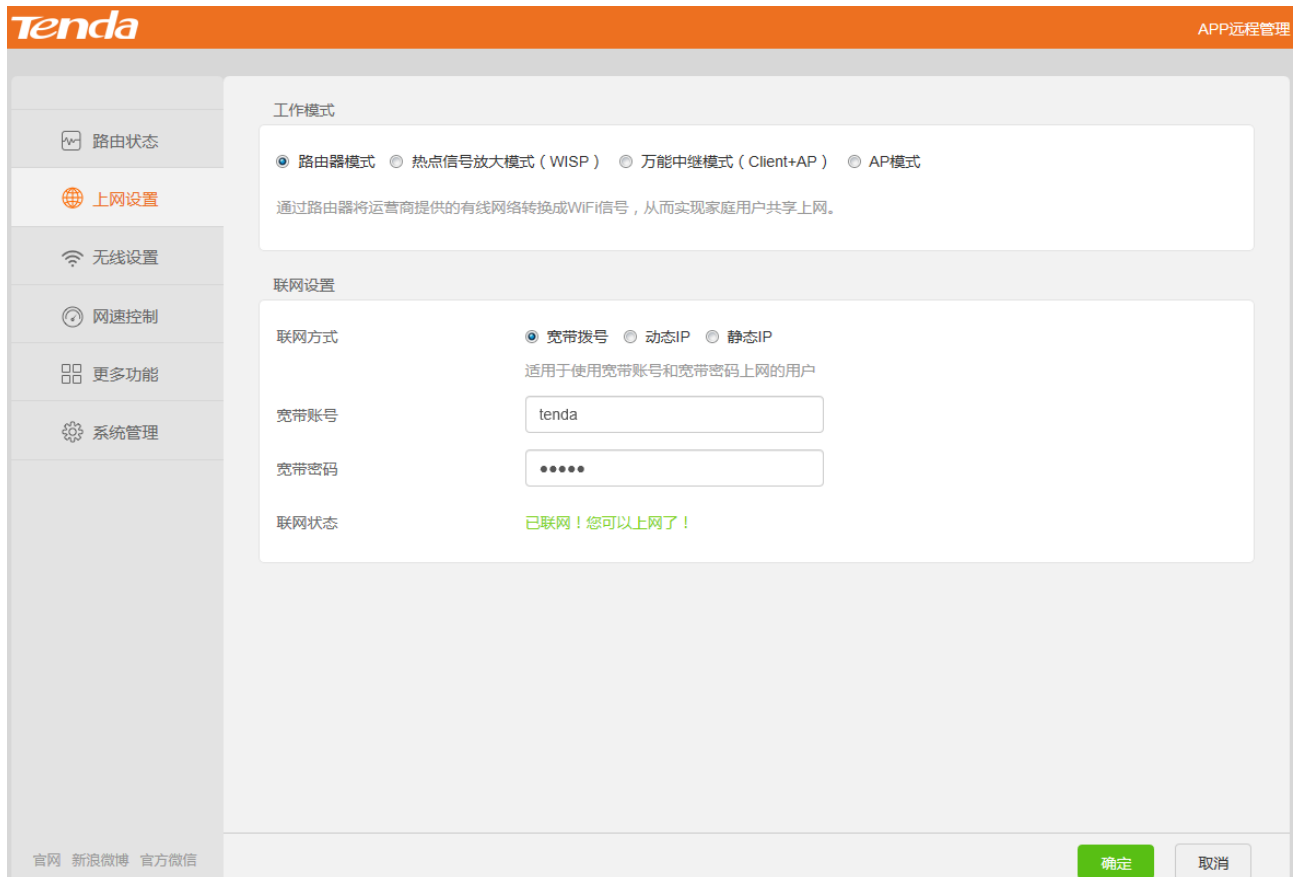 Tenda
APP远程管理
路由状态
上网设置
无线设置
网速控制
更多功能
系统管理
官网 新浪微博 官方微信
工作模式
路由器模式 热点信号放大模式（WISP） 万能中继模式（Client+AP） AP模式
通过路由器将运营商提供的有线网络转换成WiFi信号，从而实现家庭用户共享上网。
联网设置
联网方式 宽带拨号 动态IP 静态IP
适用于使用宽带账号和宽带密码上网的用户
宽带账号 tenda
宽带密码 •••••
联网状态 已联网！您可以上网了！
确定 取消